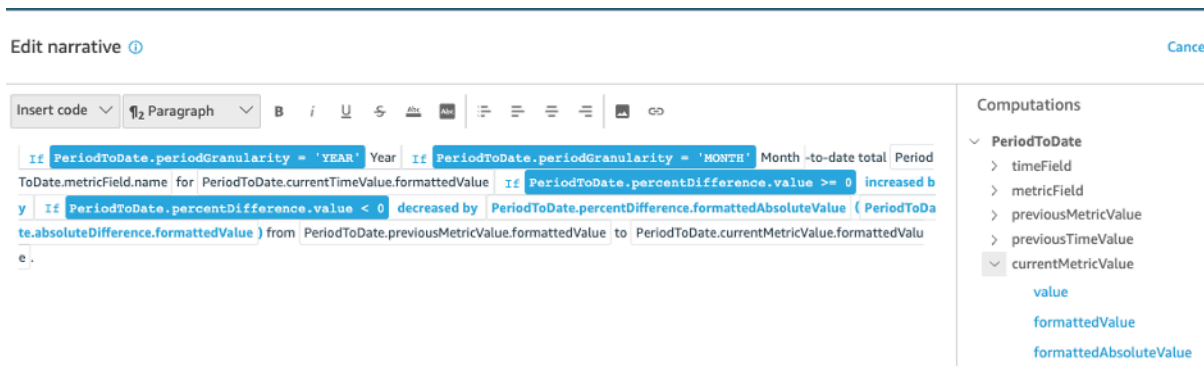 Edit narrative
Cance
Insert code ¶2 Paragraph B i U S Abc Abc
Computations
If PeriodToDate.periodGranularity = 'YEAR' Year If PeriodToDate.periodGranularity = 'MONTH' Month -to-date total Period
ToDate.metricField.name for PeriodToDate.currentTimeValue.formattedValue If PeriodToDate.percentDifference.value >= 0 increased b
y If PeriodToDate.percentDifference.value < 0 decreased by PeriodToDate.percentDifference.formattedAbsoluteValue ( PeriodToDa
te.absoluteDifference.formattedValue ) from PeriodToDate.previousMetricValue.formattedValue to PeriodToDate.currentMetricValue.formattedValu
e .
PeriodToDate
timeField
metricField
previousMetricValue
previousTimeValue
currentMetricValue
value
formattedValue
formattedAbsoluteValue